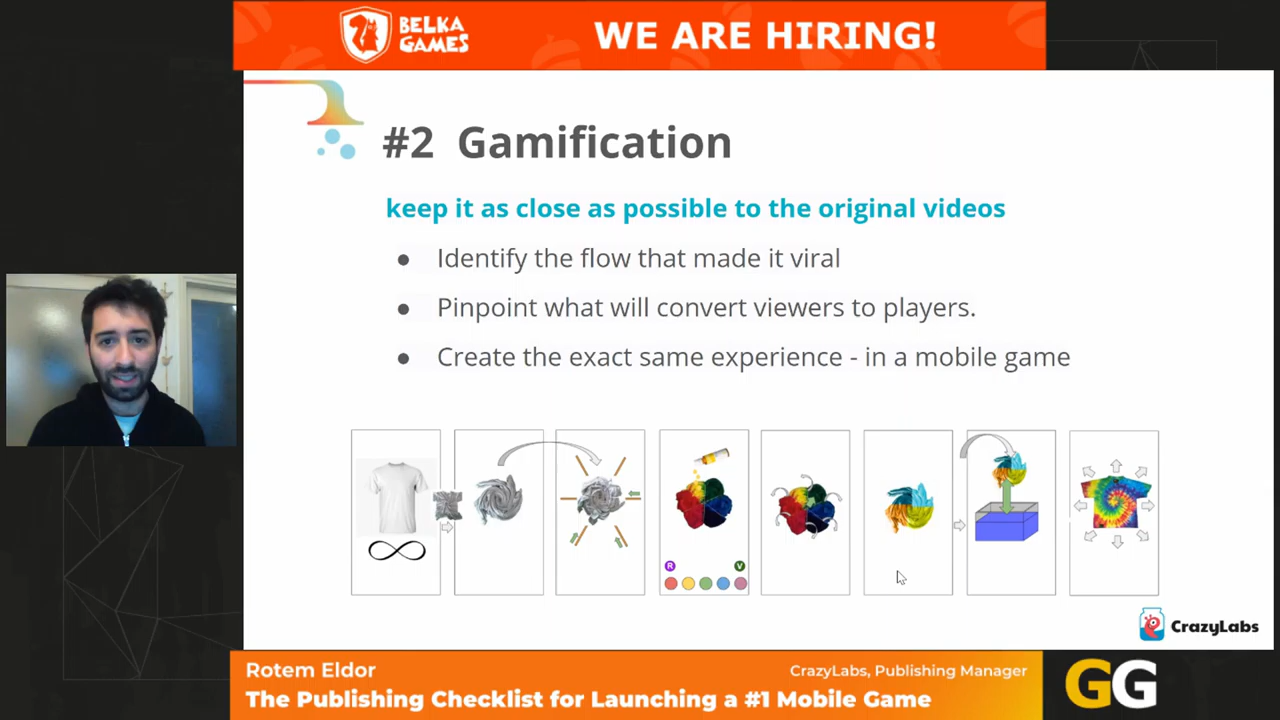 BELKA
GAMES
WE ARE HIRING!
#2 Gamification
keep it as close as possible to the original videos
● Identify the flow that made it viral
● Pinpoint what will convert viewers to players.
● Create the exact same experience - in a mobile game
R
V
CrazyLabs
Rotem Eldor
CrazyLabs, Publishing Manager
The Publishing Checklist for Launching a #1 Mobile Game
GG